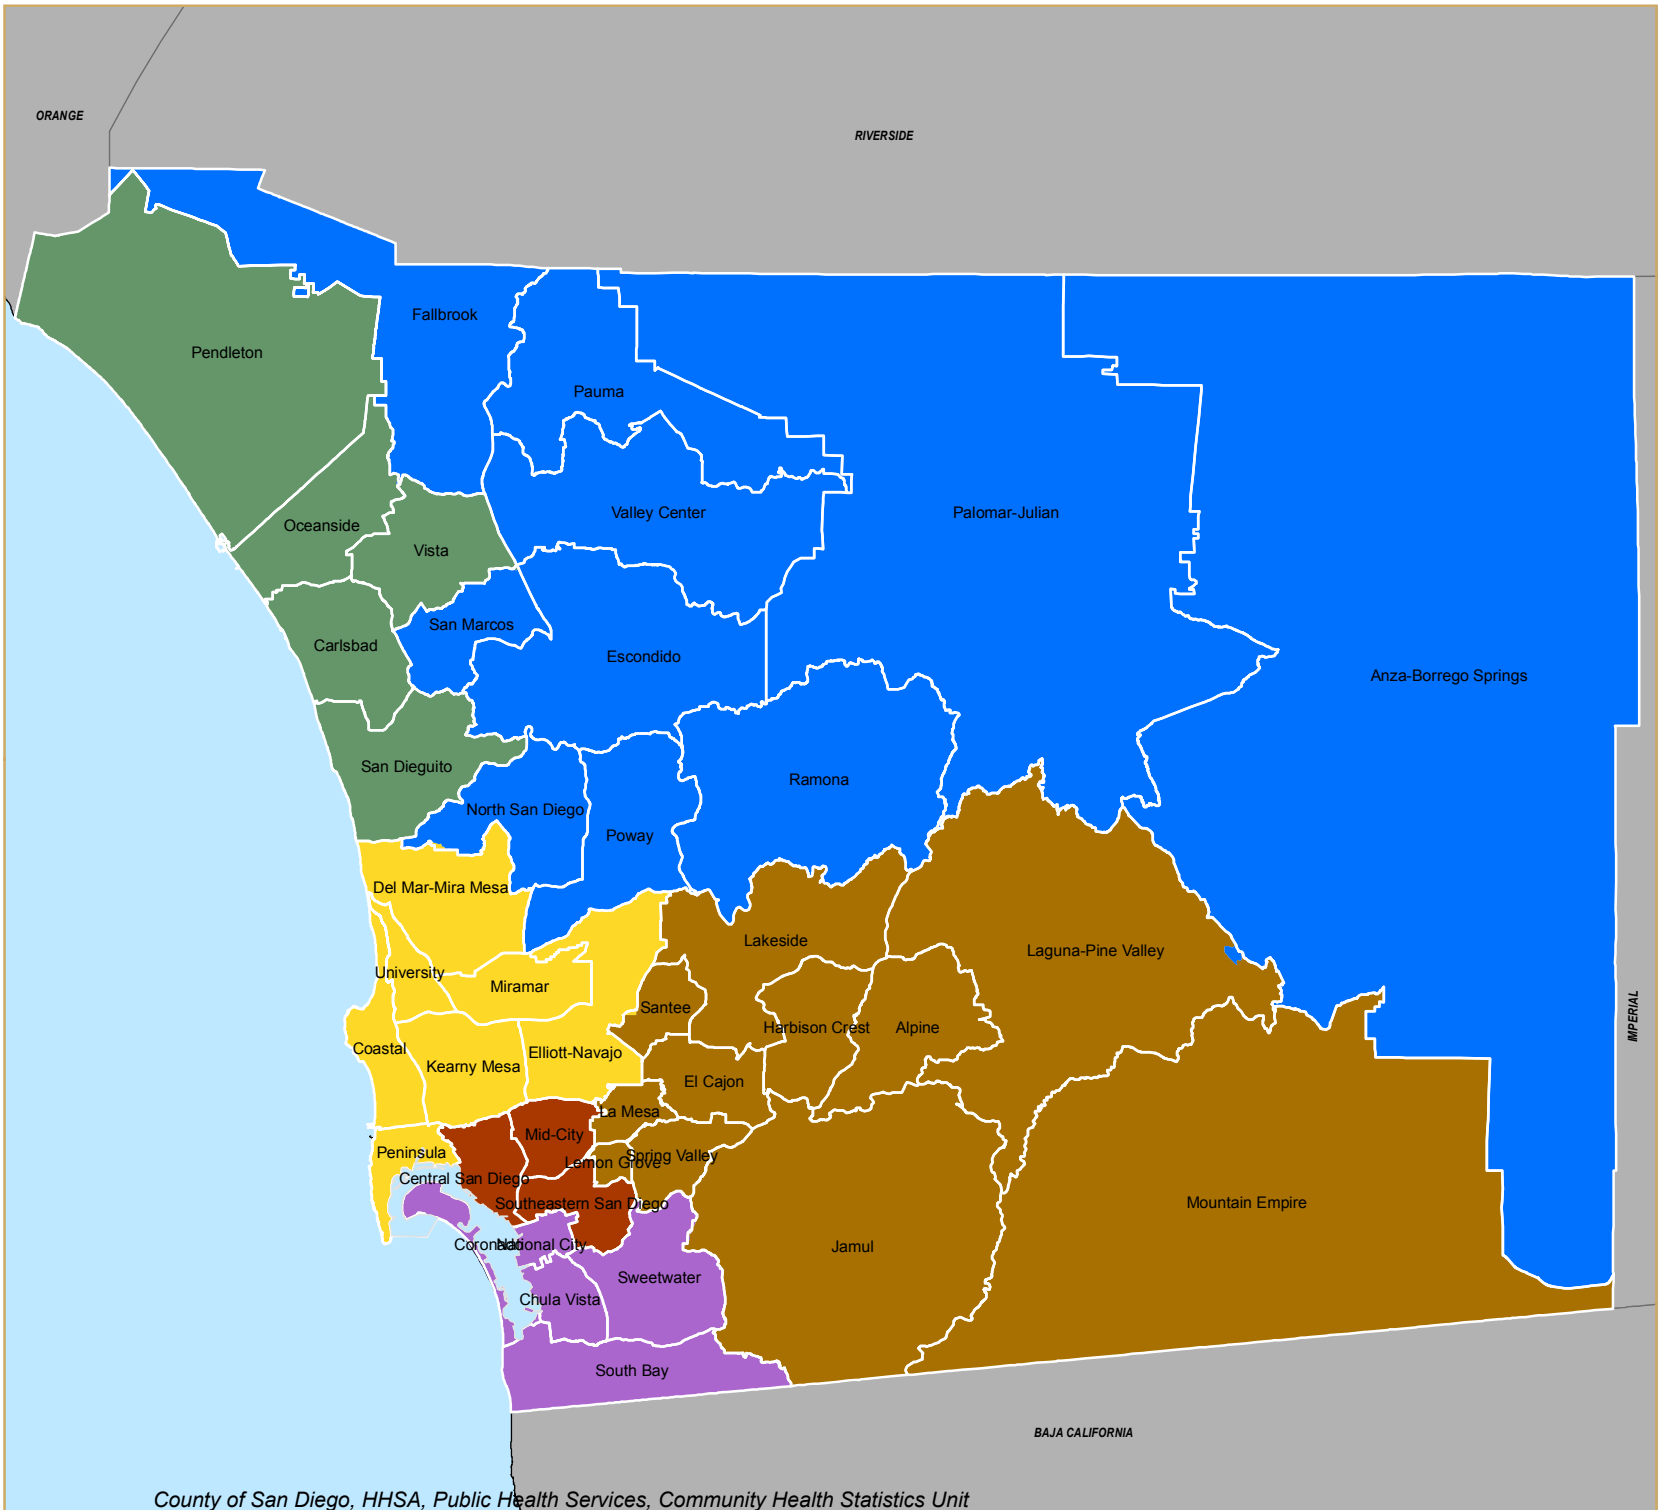 ORANGE
RIVERSIDE
Fallbrook
Pendleton
Pauma
Valley Center
Palomar-Julian
Oceanside
Vista
San Marcos
Carlsbad
Escondido
Anza-Borrego Springs
San Dieguito
Ramona
North San Diego
Poway
Del Mar-Mira Mesa
Lakeside
Laguna-Pine Valley
University
Miramar
Santee
IMPERIAL
Harbison Crest
Alpine
Coastal
Elliott-Navajo
Kearny Mesa
El Cajon
La Mesa
Mid-City
Peninsula
Lemon Grove
Spring Valley
Central San Diego
Southeastern San Diego
Mountain Empire
Coronado
National City
Jamul
Sweetwater
Chula Vista
South Bay
BAJA CALIFORNIA
County of San Diego, HHSA, Public Health Services, Community Health Statistics Unit